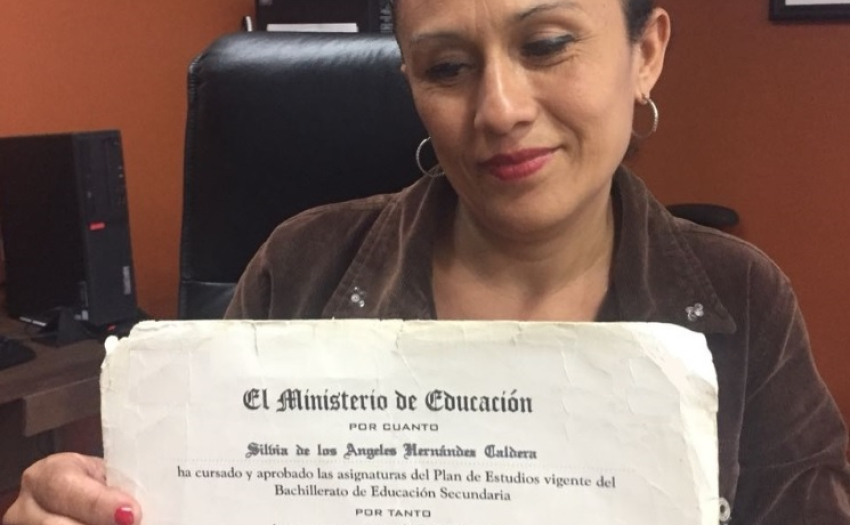 El Ministerio de Educación
POR CUANTO
Silvia de los Angeles Hernández Caldera
ha cursado y aprobado las asignaturas del Plan de Estudios vigente del
Bachillerato de Educación Secundaria
POR TANTO